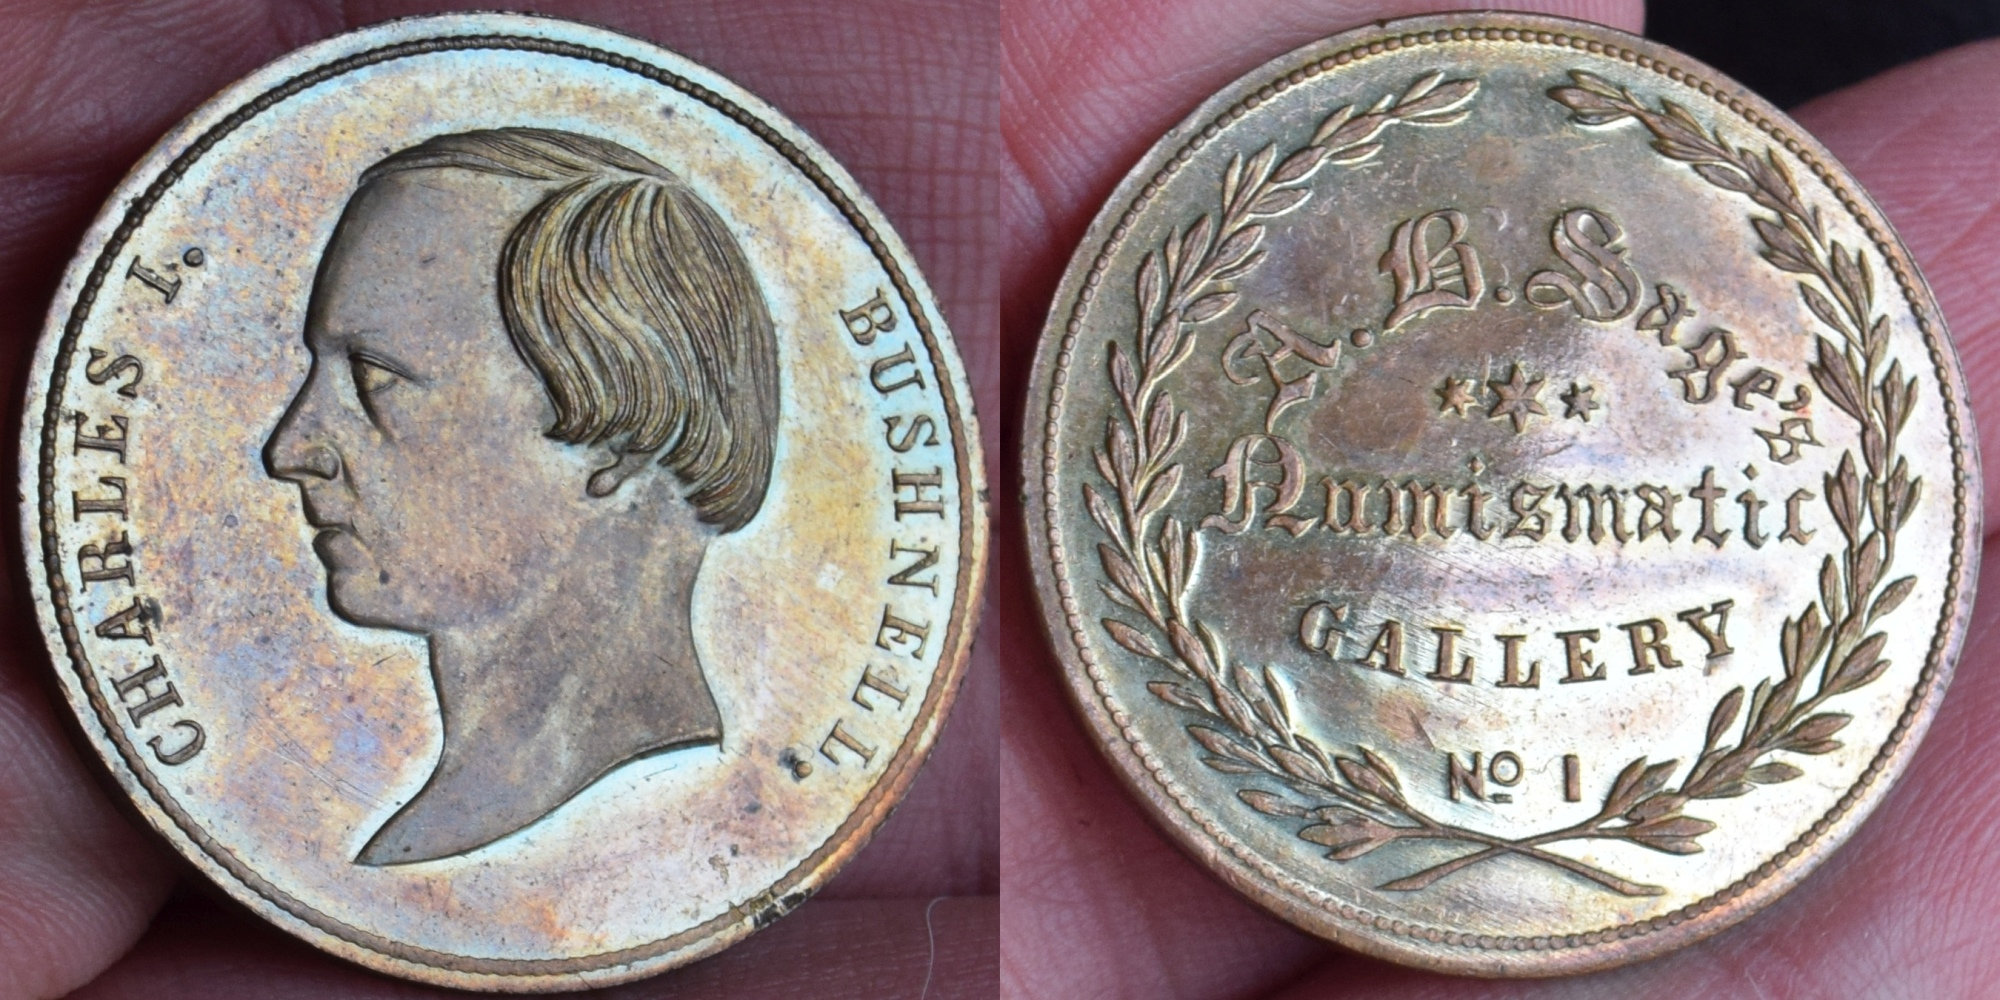 CHARLES I. BUSHNELL.
A. B. Sage's
Numismatic
GALLERY
No 1